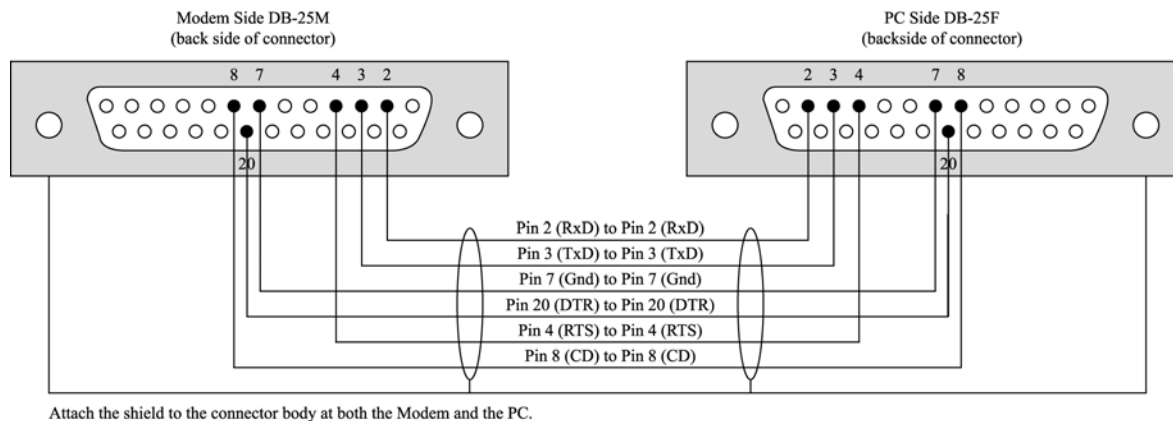 Modem Side DB-25M
(back side of connector)
PC Side DB-25F
(backside of connector)
8 7 4 3 2
2 3 4 7 8
20
20
Pin 2 (RxD) to Pin 2 (RxD)
Pin 3 (TxD) to Pin 3 (TxD)
Pin 7 (Gnd) to Pin 7 (Gnd)
Pin 20 (DTR) to Pin 20 (DTR)
Pin 4 (RTS) to Pin 4 (RTS)
Pin 8 (CD) to Pin 8 (CD)
Attach the shield to the connector body at both the Modem and the PC.